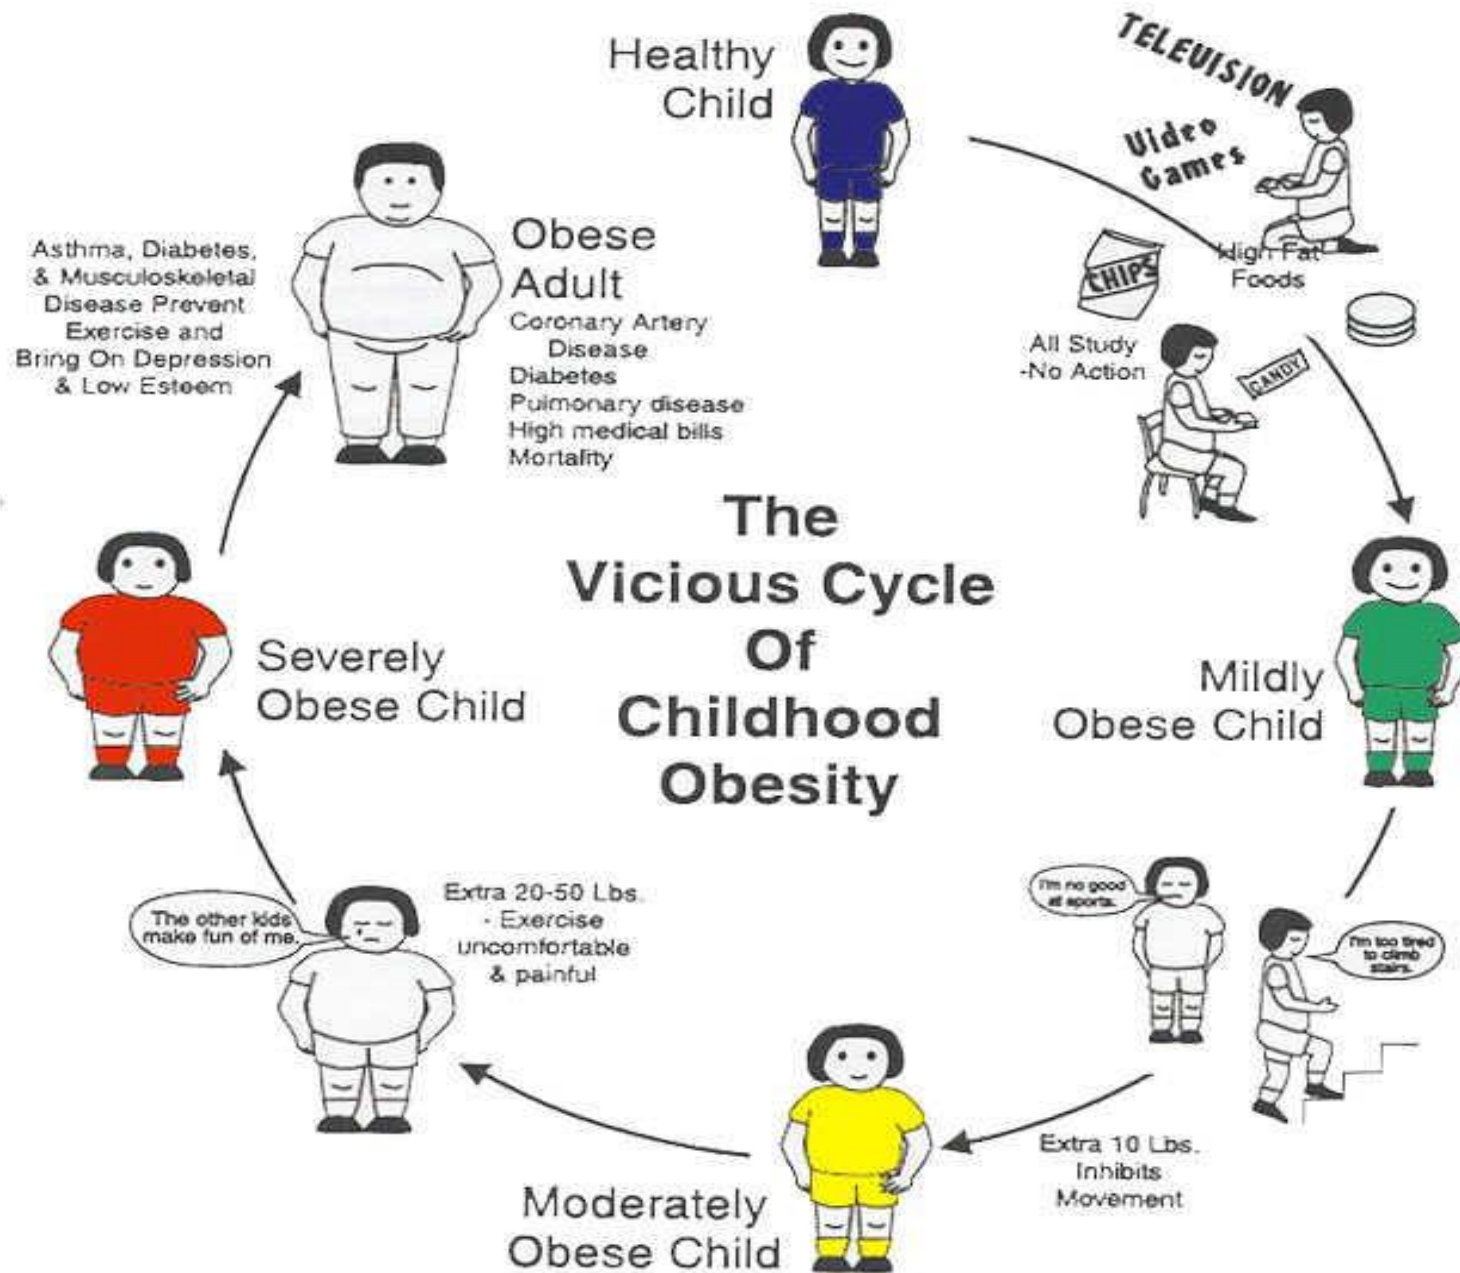 Healthy
Child
TELEVISION
Video
Games
CHIPS
High Fat
Foods
All Study
-No Action
CANDY
Mildly
Obese Child
I'm no good
at sports.
I'm too tired
to climb
stairs.
Extra 10 Lbs.
Inhibits
Movement
Moderately
Obese Child
Extra 20-50 Lbs.
- Exercise
uncomfortable
& painful
The other kids
make fun of me.
Severely
Obese Child
Asthma, Diabetes,
& Musculoskeletal
Disease Prevent
Exercise and
Bring On Depression
& Low Esteem
Obese
Adult
Coronary Artery
Disease
Diabetes
Pulmonary disease
High medical bills
Mortality
The
Vicious Cycle
Of
Childhood
Obesity